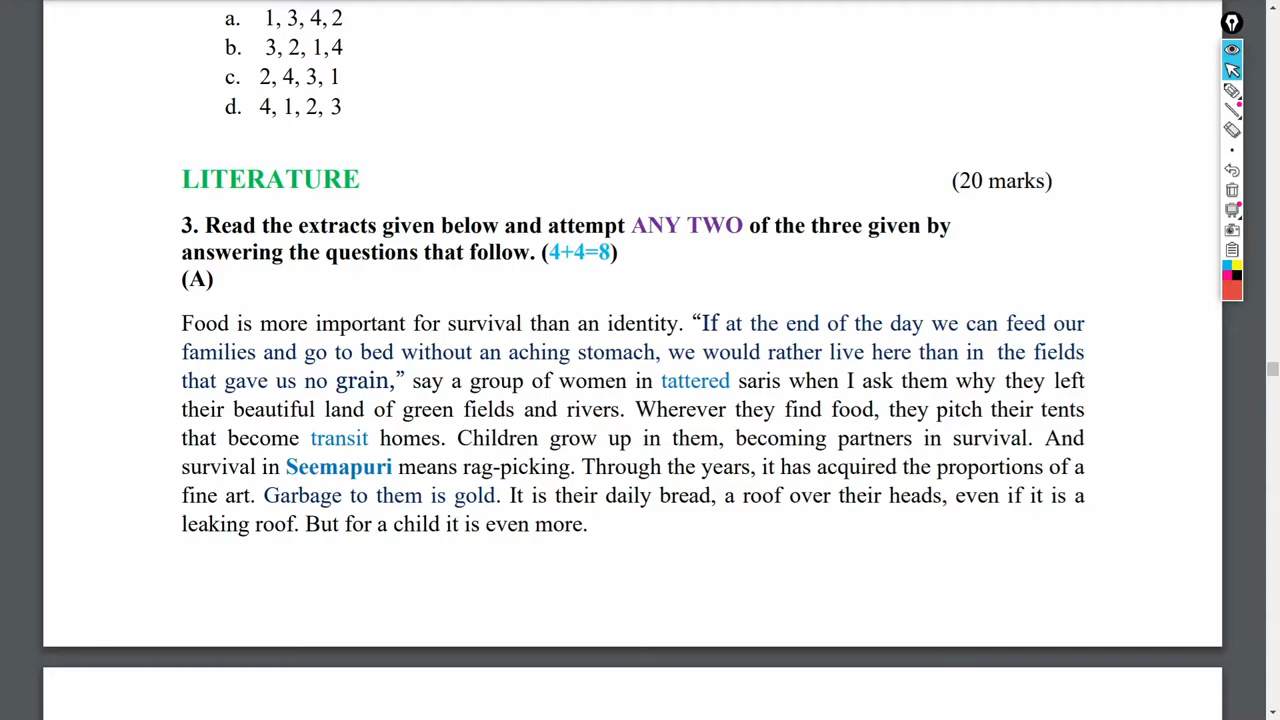 a. 1, 3, 4, 2
b. 3, 2, 1, 4
c. 2, 4, 3, 1
d. 4, 1, 2, 3
LITERATURE (20 marks)
3. Read the extracts given below and attempt ANY TWO of the three given by
answering the questions that follow. (4+4=8)
(A)
Food is more important for survival than an identity. “If at the end of the day we can feed our
families and go to bed without an aching stomach, we would rather live here than in the fields
that gave us no grain,” say a group of women in tattered saris when I ask them why they left
their beautiful land of green fields and rivers. Wherever they find food, they pitch their tents
that become transit homes. Children grow up in them, becoming partners in survival. And
survival in Seemapuri means rag-picking. Through the years, it has acquired the proportions of a
fine art. Garbage to them is gold. It is their daily bread, a roof over their heads, even if it is a
leaking roof. But for a child it is even more.